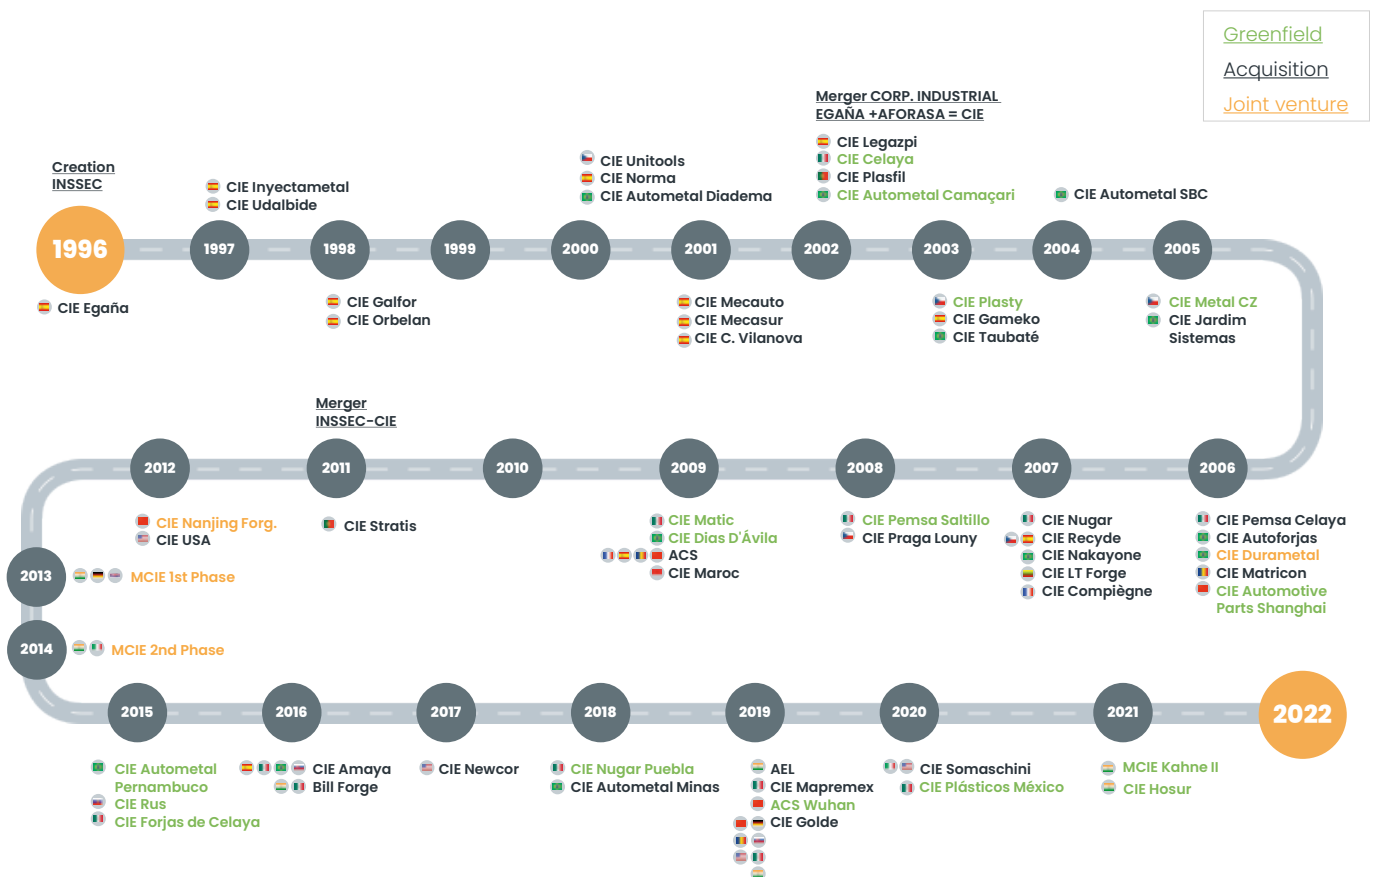 Greenfield
Acquisition
Joint venture
Merger CORP. INDUSTRIAL
EGAÑA +AFORASA = CIE
CIE Legazpi
CIE Celaya
CIE Plasfil
CIE Autometal Camaçari
Creation
INSSEC
CIE Inyectametal
CIE Udalbide
CIE Unitools
CIE Norma
CIE Autometal Diadema
CIE Autometal SBC
1996
1997
1998
1999
2000
2001
2002
2003
2004
2005
CIE Egaña
CIE Galfor
CIE Orbelan
CIE Mecauto
CIE Mecasur
CIE C. Vilanova
CIE Plasty
CIE Gameko
CIE Taubaté
CIE Metal CZ
CIE Jardim
Sistemas
Merger
INSSEC-CIE
2012
2011
2010
2009
2008
2007
2006
CIE Nanjing Forg.
CIE USA
CIE Stratis
CIE Matic
CIE Dias D'Ávila
ACS
CIE Maroc
CIE Pemsa Saltillo
CIE Praga Louny
CIE Nugar
CIE Recyde
CIE Nakayone
CIE LT Forge
CIE Compiègne
CIE Pemsa Celaya
CIE Autoforjas
CIE Durametal
CIE Matricon
CIE Automotive
Parts Shanghai
2013
MCIE 1st Phase
2014
MCIE 2nd Phase
2015
2016
2017
2018
2019
2020
2021
2022
CIE Autometal
Pernambuco
CIE Rus
CIE Forjas de Celaya
CIE Amaya
Bill Forge
CIE Newcor
CIE Nugar Puebla
CIE Autometal Minas
AEL
CIE Mapremex
ACS Wuhan
CIE Golde
CIE Somaschini
CIE Plásticos México
MCIE Kahne II
CIE Hosur